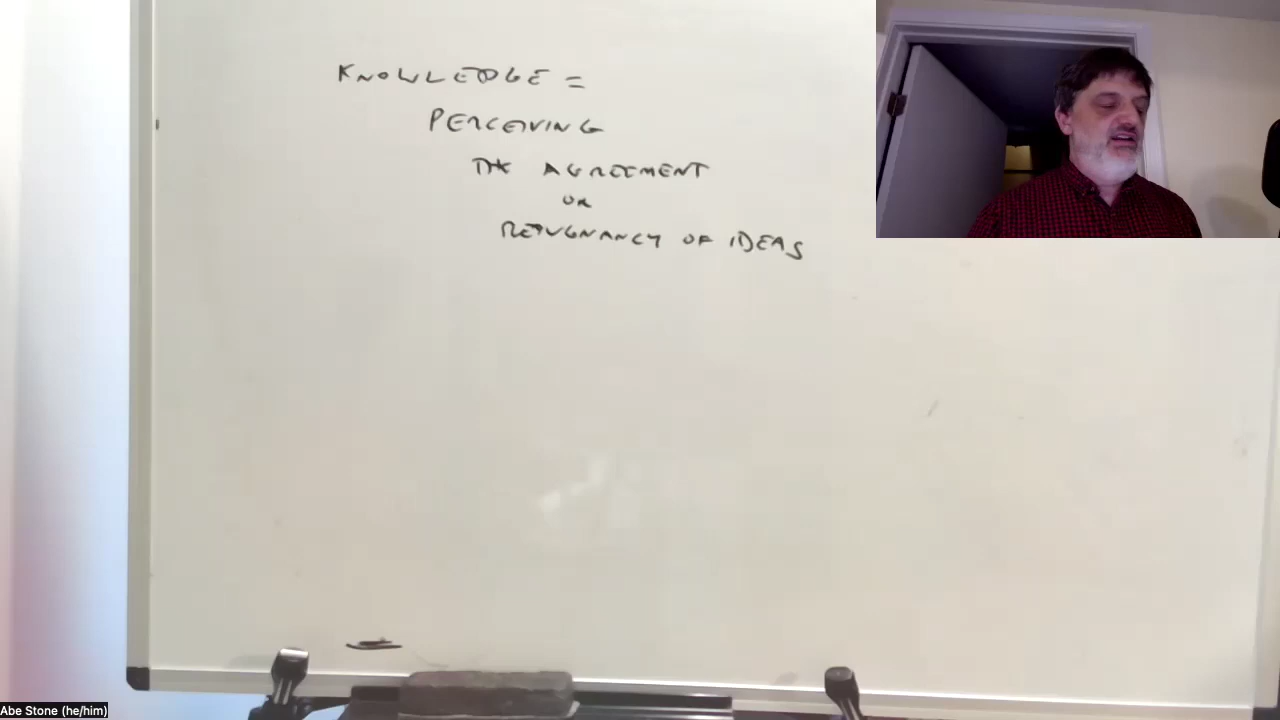 KNOWLEDGE =
PERCEIVING
THE AGREEMENT
OR
REPUGNANCY OF IDEAS
Abe Stone (he/him)